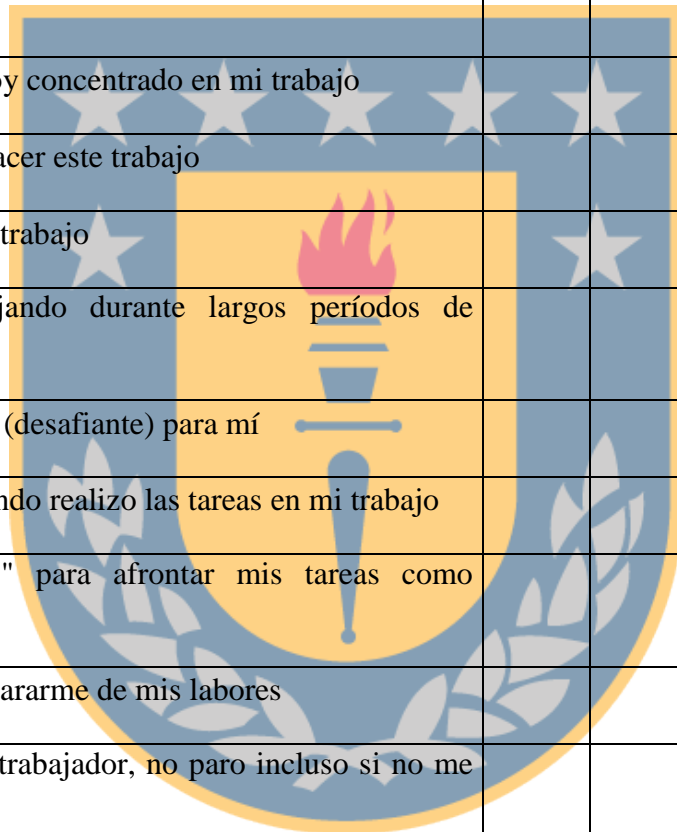 y concentrado en mi trabajo
acer este trabajo
trabajo
jando durante largos períodos de
(desafiante) para mí
ndo realizo las tareas en mi trabajo
" para afrontar mis tareas como
ararme de mis labores
trabajador, no paro incluso si no me